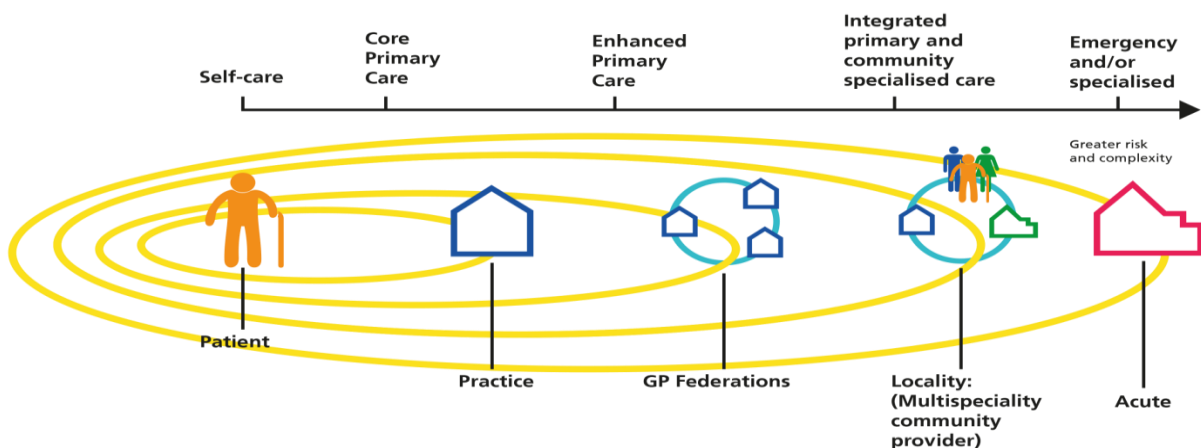 Self-care
Core
Primary
Care
Enhanced
Primary
Care
Integrated
primary and
community
specialised care
Emergency
and/or
specialised
Greater risk
and complexity
Patient
Practice
GP Federations
Locality:
(Multispeciality
community
provider)
Acute